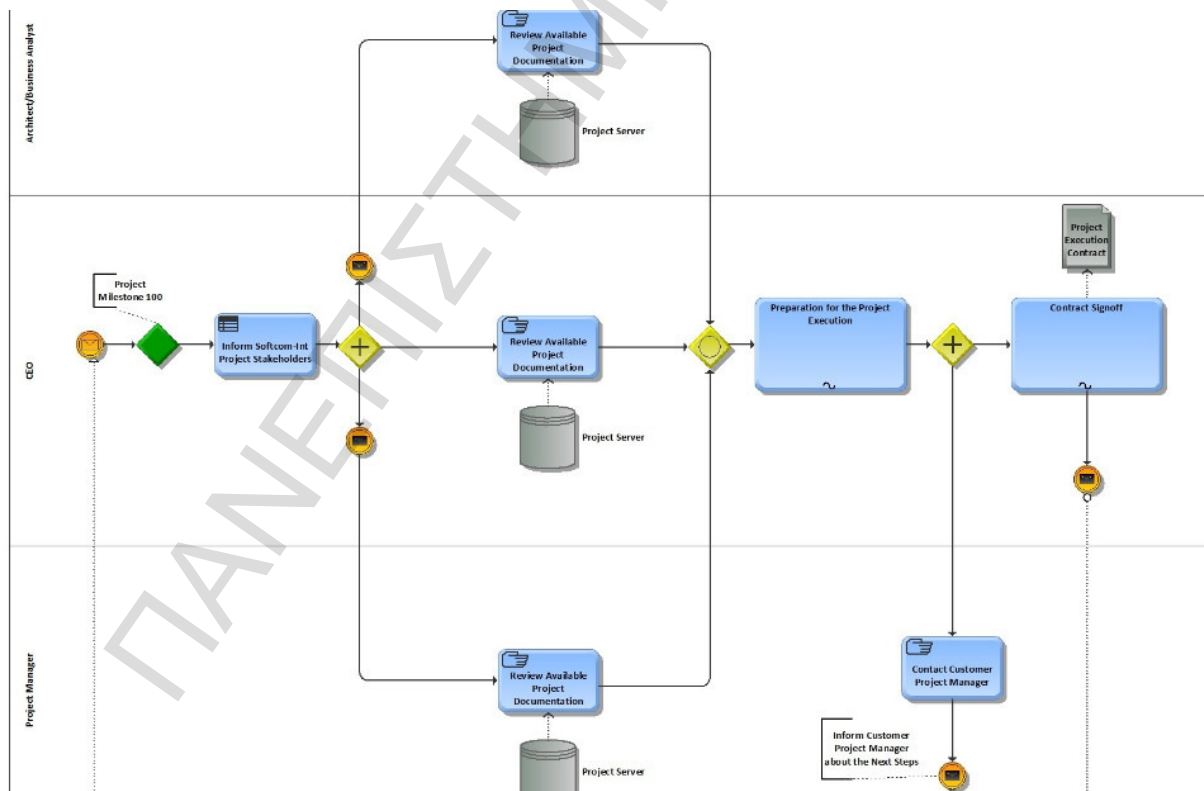 Architect/Business Analyst
Review Available
Project
Documentation
Project Server
CEO
Project
Milestone 100
Inform Softcom-Int
Project Stakeholders
Review Available
Project
Documentation
Project Server
Preparation for the Project
Execution
Project
Execution
Contract
Contract Signoff
Project Manager
Review Available
Project
Documentation
Project Server
Contact Customer
Project Manager
Inform Customer
Project Manager
about the Next Steps
ΠΑΝΕΠΙΣΤΗΜ